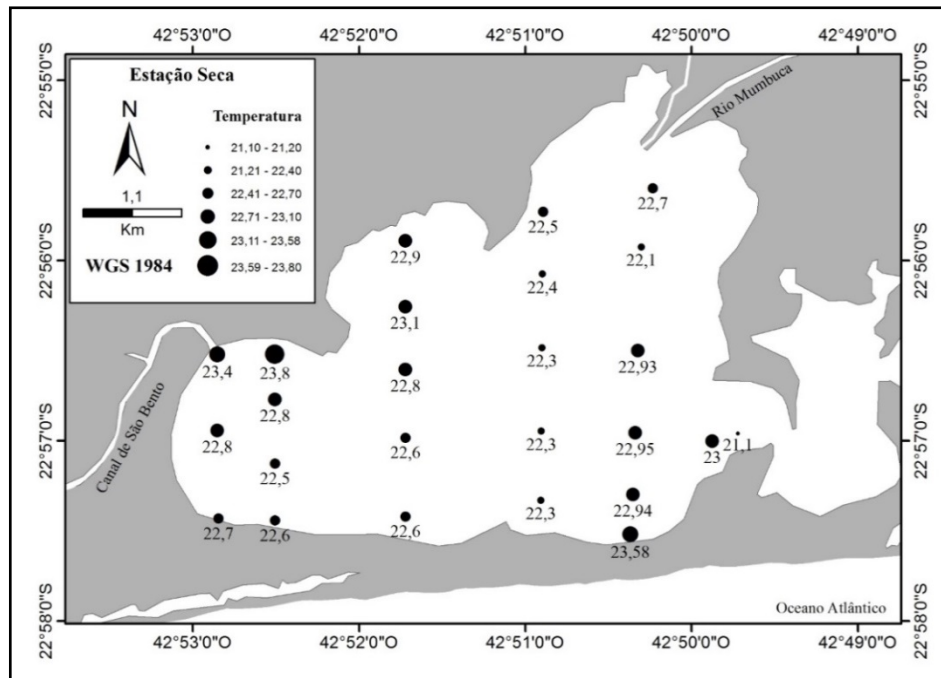 42°53'0"O 42°52'0"O 42°51'0"O 42°50'0"O 42°49'0"O
22°55'0"S
22°56'0"S
22°57'0"S
22°58'0"S
Estação Seca
N
1,1
Km
WGS 1984
Temperatura
21,10 - 21,20
21,21 - 22,40
22,41 - 22,70
22,71 - 23,10
23,11 - 23,58
23,59 - 23,80
Rio Mumbuca
22,7
22,5
22,9
22,1
22,4
23,1
23,4
23,8
22,8
22,3
22,93
Canal de São Bento
22,8
22,8
22,6
22,3
22,95
23
21,1
22,5
22,7
22,6
22,6
22,3
22,94
23,58
Oceano Atlântico
22°55'0"S
22°56'0"S
22°57'0"S
22°58'0"S
42°53'0"O 42°52'0"O 42°51'0"O 42°50'0"O 42°49'0"O